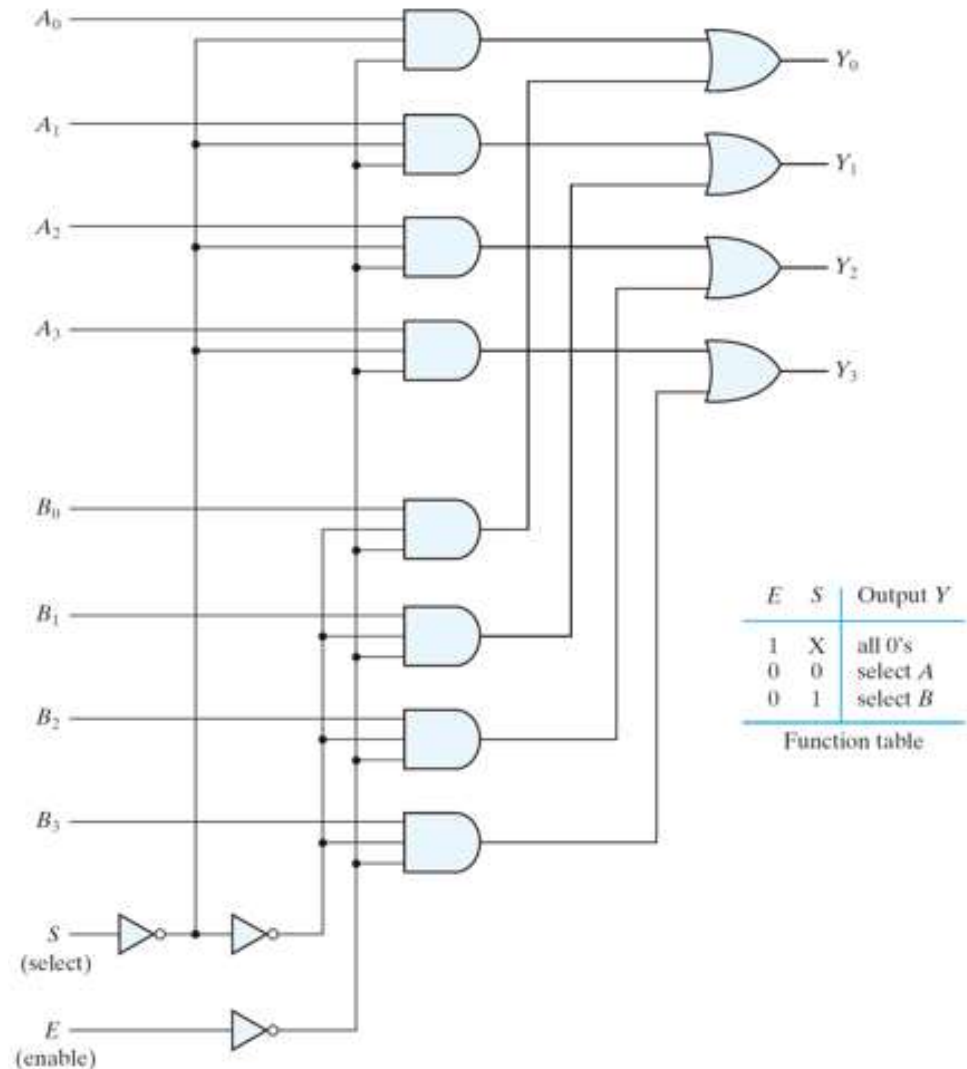 A₀
Y₀
A₁
Y₁
A₂
Y₂
A₃
Y₃
B₀
B₁
E S Output Y
1 X all 0's
0 0 select A
0 1 select B
Function table
B₂
B₃
S
(select)
E
(enable)